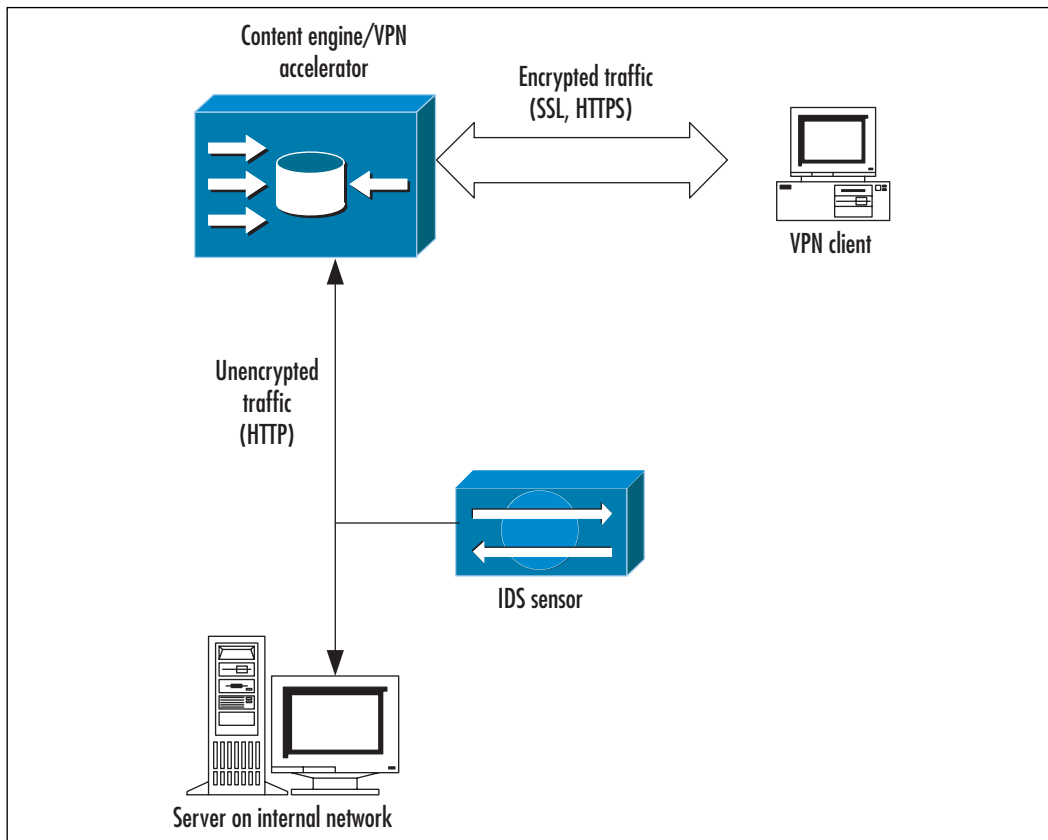 Content engine/VPN
accelerator
Encrypted traffic
(SSL, HTTPS)
VPN client
Unencrypted
traffic
(HTTP)
IDS sensor
Server on internal network